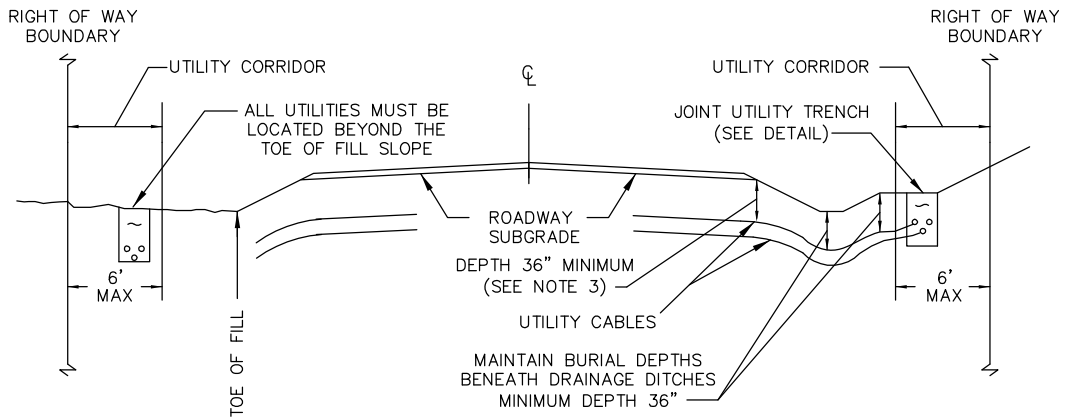 RIGHT OF WAY
BOUNDARY
UTILITY CORRIDOR
ALL UTILITIES MUST BE
LOCATED BEYOND THE
TOE OF FILL SLOPE
℄
RIGHT OF WAY
BOUNDARY
UTILITY CORRIDOR
JOINT UTILITY TRENCH
(SEE DETAIL)
ROADWAY
SUBGRADE
DEPTH 36" MINIMUM
(SEE NOTE 3)
UTILITY CABLES
MAINTAIN BURIAL DEPTHS
BENEATH DRAINAGE DITCHES
MINIMUM DEPTH 36"
6'
MAX
TOE OF FILL
6'
MAX